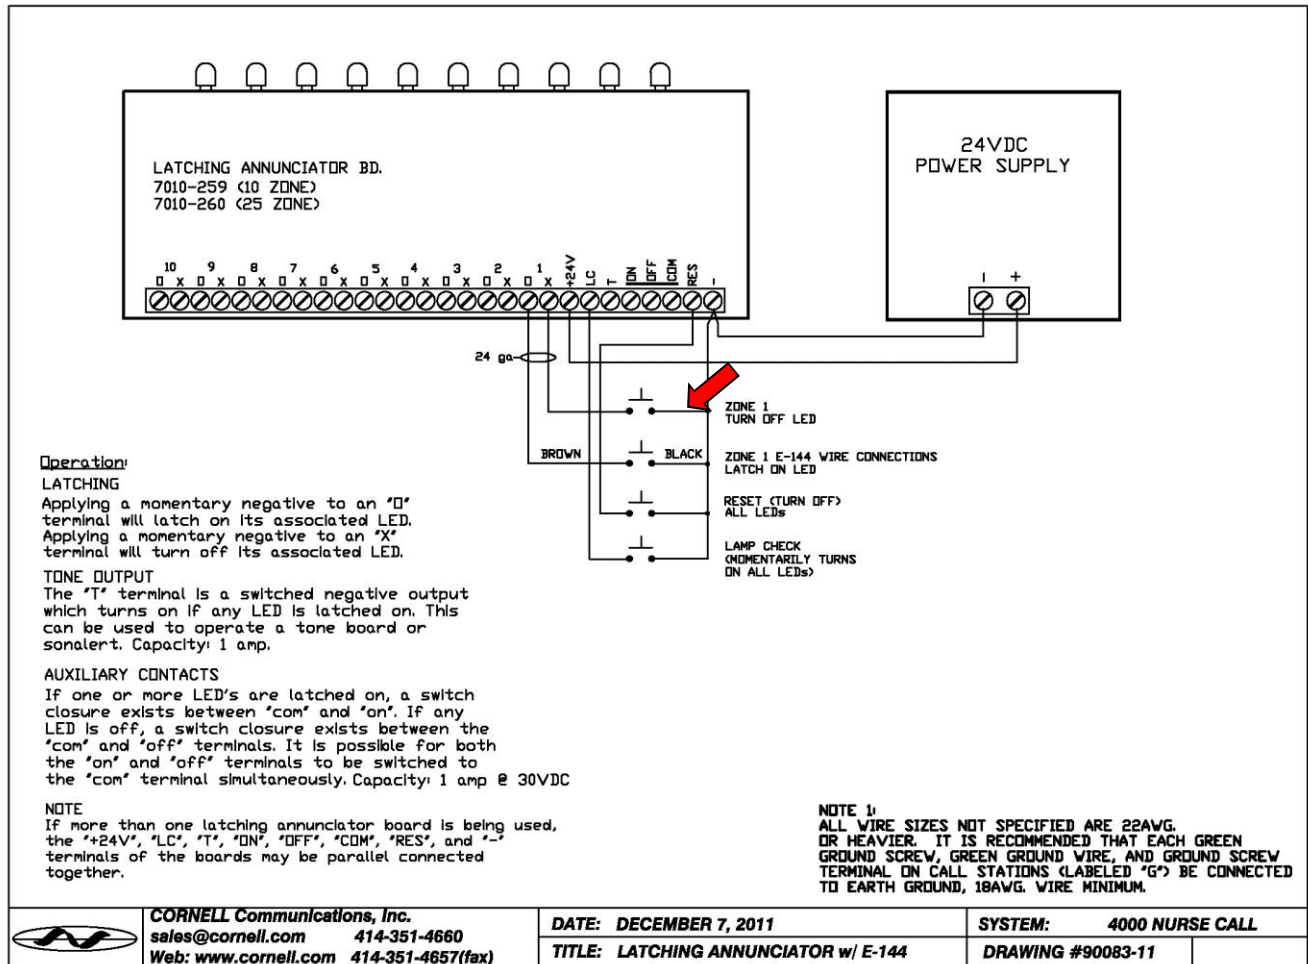 LATCHING ANNUNCIATOR BD.
7010-259 (10 ZONE)
7010-260 (25 ZONE)
24VDC
POWER SUPPLY
10 9 8 7 6 5 4 3 2 1
O X O X O X O X O X O X O X O X O X O X +24V LC T ON OFF COM RES -
- +
24 ga
ZONE 1
TURN OFF LED
BROWN BLACK
ZONE 1 E-144 WIRE CONNECTIONS
LATCH ON LED
RESET (TURN OFF)
ALL LEDs
LAMP CHECK
(MOMENTARILY TURNS
ON ALL LEDs)
Operation:
LATCHING
Applying a momentary negative to an "O"
terminal will latch on its associated LED.
Applying a momentary negative to an "X"
terminal will turn off its associated LED.
TONE OUTPUT
The "T" terminal is a switched negative output
which turns on if any LED is latched on. This
can be used to operate a tone board or
sonalert. Capacity: 1 amp.
AUXILIARY CONTACTS
If one or more LED's are latched on, a switch
closure exists between "com" and "on". If any
LED is off, a switch closure exists between the
"com" and "off" terminals. It is possible for both
the "on" and "off" terminals to be switched to
the "com" terminal simultaneously. Capacity: 1 amp @ 30VDC
NOTE
If more than one latching annunciator board is being used,
the "+24V", "LC", "T", "ON", "OFF", "COM", "RES", and "-"
terminals of the boards may be parallel connected
together.
NOTE 1:
ALL WIRE SIZES NOT SPECIFIED ARE 22AWG.
OR HEAVIER. IT IS RECOMMENDED THAT EACH GREEN
GROUND SCREW, GREEN GROUND WIRE, AND GROUND SCREW
TERMINAL ON CALL STATIONS (LABELED "G") BE CONNECTED
TO EARTH GROUND, 18AWG. WIRE MINIMUM.
CORNELL Communications, Inc.
sales@cornell.com 414-351-4660
Web: www.cornell.com 414-351-4657(fax)
DATE: DECEMBER 7, 2011
TITLE: LATCHING ANNUNCIATOR w/ E-144
SYSTEM: 4000 NURSE CALL
DRAWING #90083-11